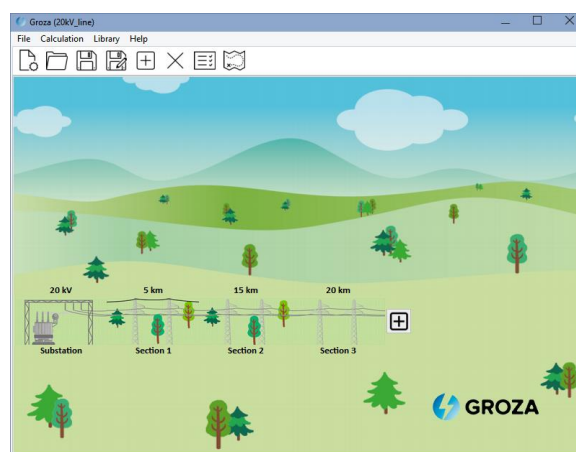 Groza (20kV_line)
File Calculation Library Help
20 kV 5 km 15 km 20 km
Substation Section 1 Section 2 Section 3
GROZA